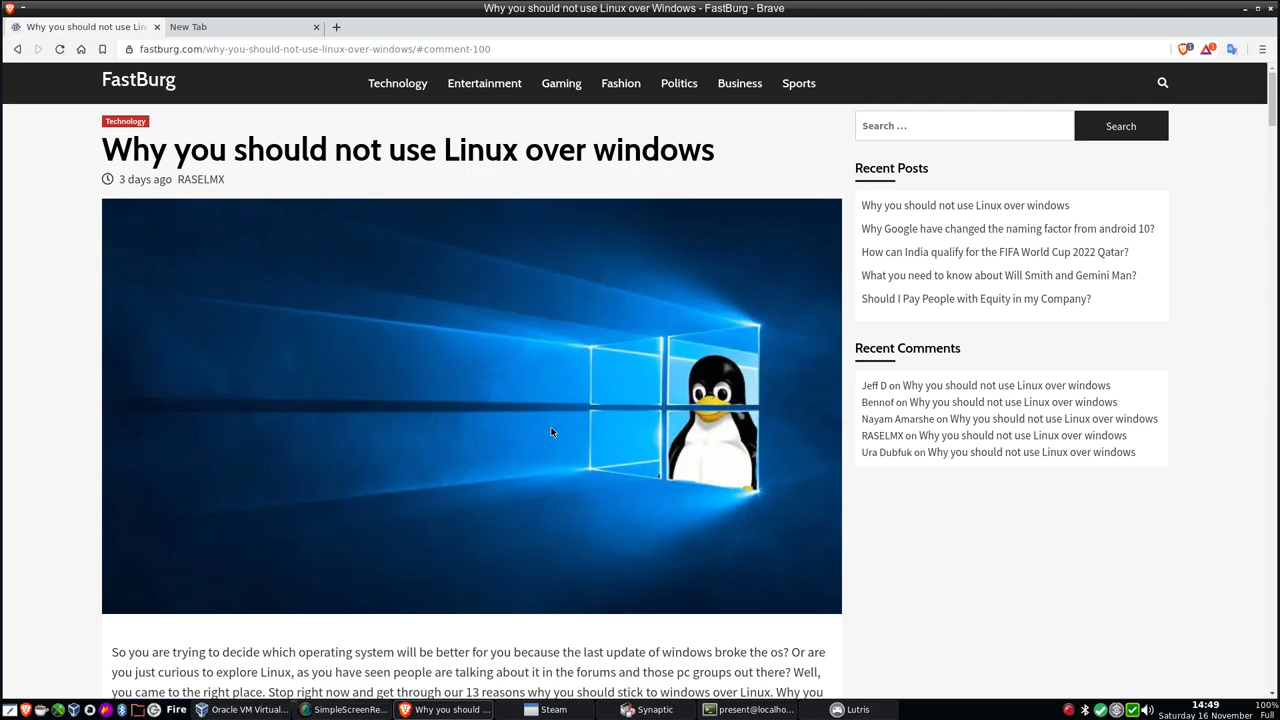 Why you should not use Linux over Windows - FastBurg - Brave
Why you should not use Lin
New Tab
fastburg.com/why-you-should-not-use-linux-over-windows/#comment-100
1
1
FastBurg
Technology Entertainment Gaming Fashion Politics Business Sports
Technology
Why you should not use Linux over windows
3 days ago RASELMX
Search …
Search
Recent Posts
Why you should not use Linux over windows
Why Google have changed the naming factor from android 10?
How can India qualify for the FIFA World Cup 2022 Qatar?
What you need to know about Will Smith and Gemini Man?
Should I Pay People with Equity in my Company?
Recent Comments
Jeff D on Why you should not use Linux over windows
Bennof on Why you should not use Linux over windows
Nayam Amarshe on Why you should not use Linux over windows
RASELMX on Why you should not use Linux over windows
Ura Dubfuk on Why you should not use Linux over windows
So you are trying to decide which operating system will be better for you because the last update of windows broke the os? Or are
you just curious to explore Linux, as you have seen people are talking about it in the forums and those pc groups out there? Well,
you came to the right place. Stop right now and get through our 13 reasons why you should stick to windows over Linux. Why you
Fire
Oracle VM Virtual...
SimpleScreenRe...
Why you should ...
Steam
Synaptic
present@localho...
Lutris
14:49
Saturday 16 November
100%
Full